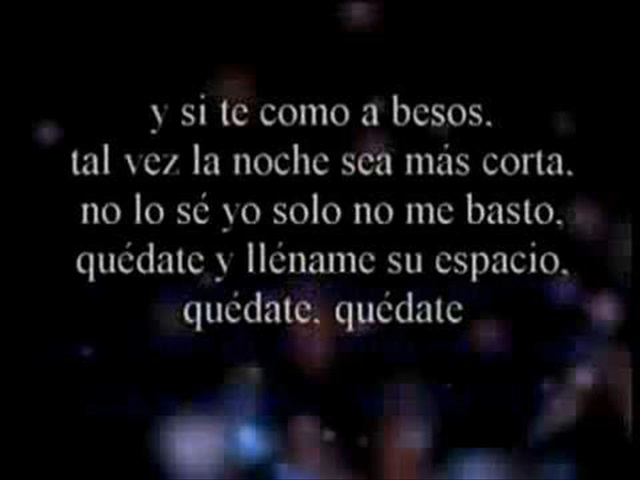 y si te como a besos,
tal vez la noche sea más corta,
no lo sé yo solo no me basto,
quédate y lléname su espacio,
quédate, quédate